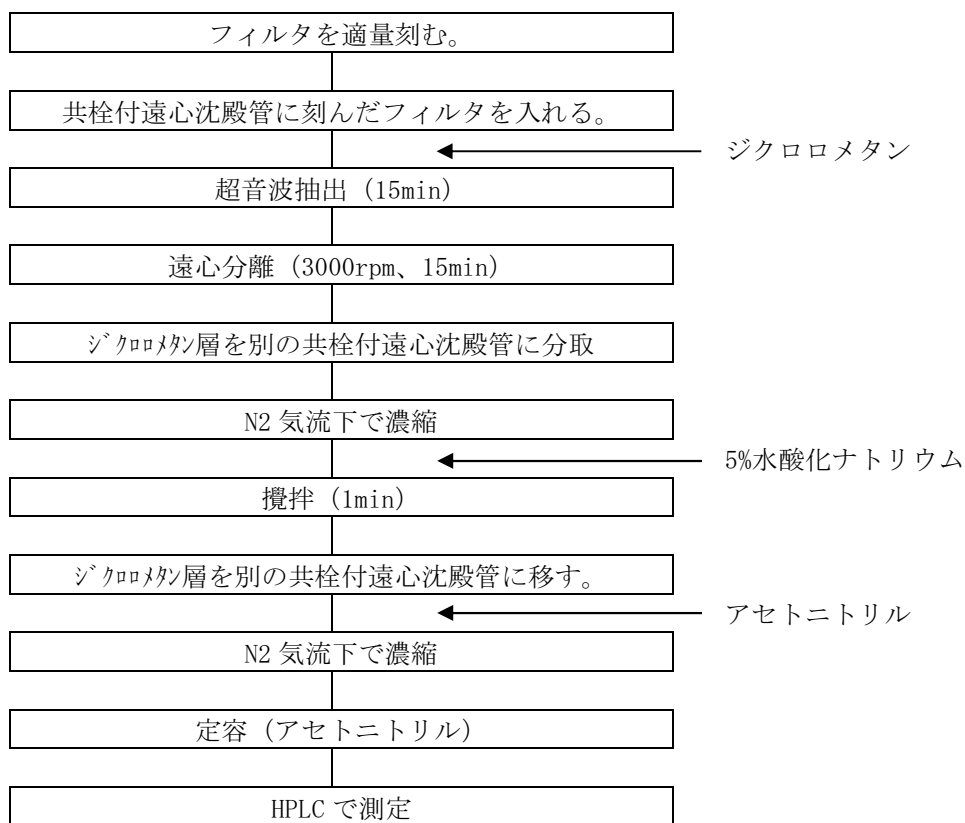 フィルタを適量刻む。
共栓付遠心沈殿管に刻んだフィルタを入れる。
ジクロロメタン
超音波抽出（15min）
遠心分離（3000rpm、15min）
ｼﾞｸﾛﾛﾒﾀﾝ層を別の共栓付遠心沈殿管に分取
N2 気流下で濃縮
5%水酸化ナトリウム
攪拌（1min）
ｼﾞｸﾛﾛﾒﾀﾝ層を別の共栓付遠心沈殿管に移す。
アセトニトリル
N2 気流下で濃縮
定容（アセトニトリル）
HPLC で測定